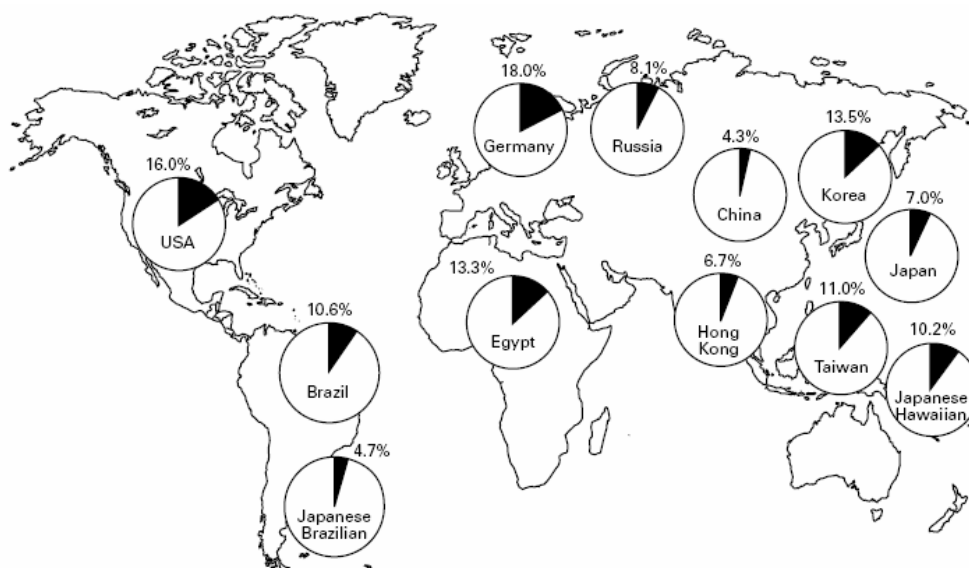 18.0%
Germany
8.1%
Russia
4.3%
China
13.5%
Korea
16.0%
USA
7.0%
Japan
13.3%
Egypt
6.7%
Hong
Kong
11.0%
Taiwan
10.2%
Japanese
Hawaiian
10.6%
Brazil
4.7%
Japanese
Brazilian